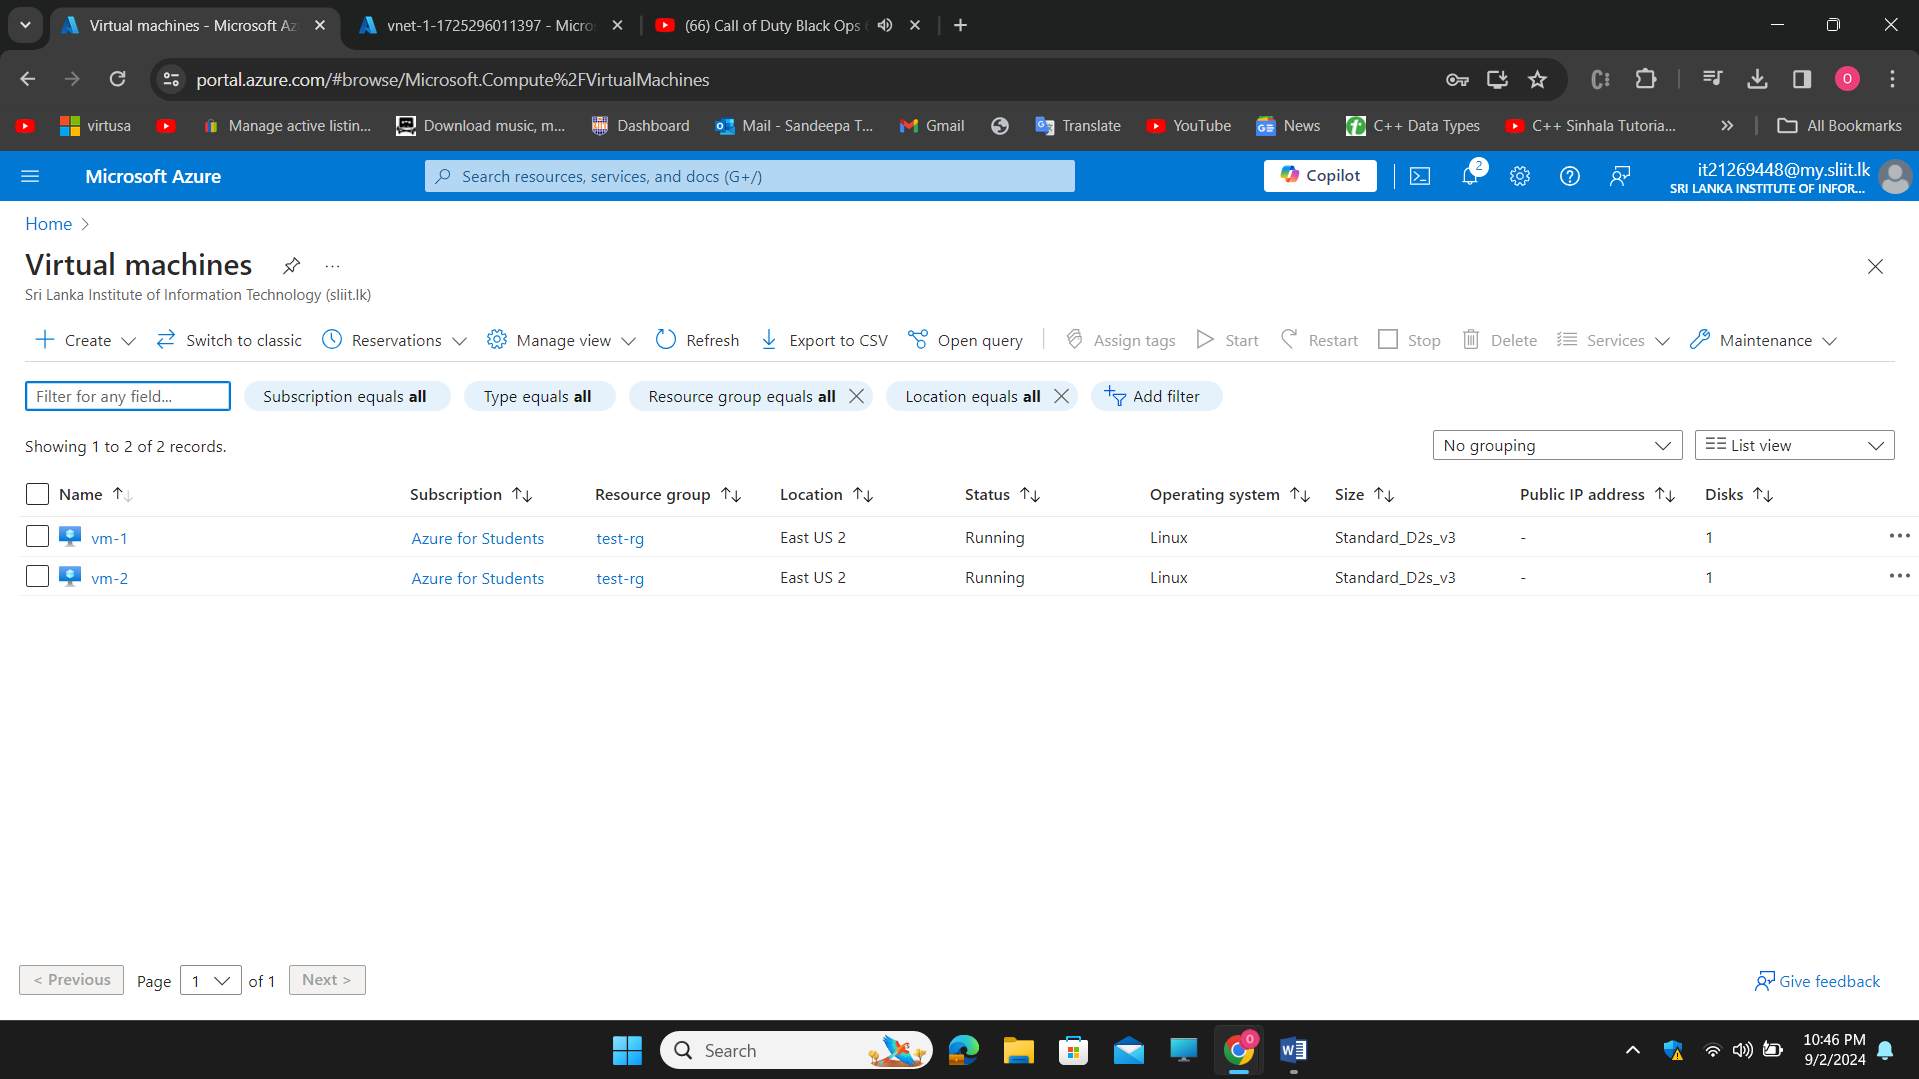 Virtual machines - Microsoft Az
vnet-1-1725296011397 - Micro
(66) Call of Duty Black Ops
portal.azure.com/#browse/Microsoft.Compute%2FVirtualMachines
O
virtusa
Manage active listin...
Download music, m...
Dashboard
Mail - Sandeepa T...
Gmail
Translate
YouTube
News
C++ Data Types
C++ Sinhala Tutoria...
All Bookmarks
Microsoft Azure
Search resources, services, and docs (G+/)
Copilot
2
it21269448@my.sliit.lk
SRI LANKA INSTITUTE OF INFOR...
Home
Virtual machines
Sri Lanka Institute of Information Technology (sliit.lk)
Create
Switch to classic
Reservations
Manage view
Refresh
Export to CSV
Open query
Assign tags
Start
Restart
Stop
Delete
Services
Maintenance
Filter for any field...
Subscription equals all
Type equals all
Resource group equals all
Location equals all
Add filter
Showing 1 to 2 of 2 records.
No grouping
List view
Name Subscription Resource group Location Status Operating system Size Public IP address Disks
vm-1 Azure for Students test-rg East US 2 Running Linux Standard_D2s_v3 - 1
vm-2 Azure for Students test-rg East US 2 Running Linux Standard_D2s_v3 - 1
< Previous
Page 1 of 1
Next >
Give feedback
Search
10:46 PM
9/2/2024